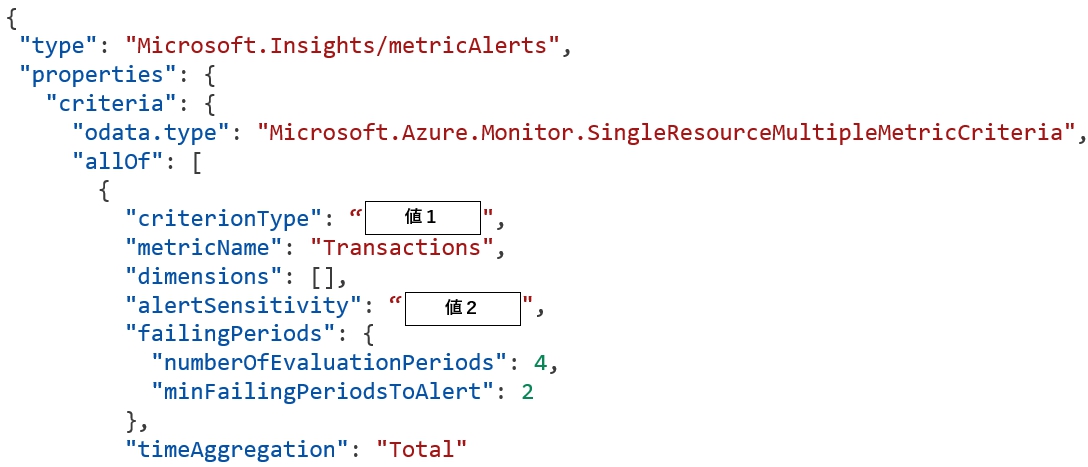 {
"type": "Microsoft.Insights/metricAlerts",
"properties": {
"criteria": {
"odata.type": "Microsoft.Azure.Monitor.SingleResourceMultipleMetricCriteria",
"allOf": [
{
"criterionType": “ 値１ ",
"metricName": "Transactions",
"dimensions": [],
"alertSensitivity": “ 値２ ",
"failingPeriods": {
"numberOfEvaluationPeriods": 4,
"minFailingPeriodsToAlert": 2
},
"timeAggregation": "Total"